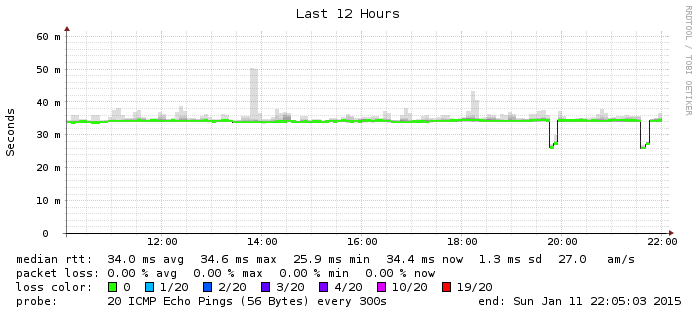 Last 12 Hours
RRDTOOL / TOBI OETIKER
Seconds
60 m
50 m
40 m
30 m
20 m
10 m
0
12:00 14:00 16:00 18:00 20:00 22:00
median rtt: 34.0 ms avg 34.6 ms max 25.9 ms min 34.4 ms now 1.3 ms sd 27.0 am/s
packet loss: 0.00 % avg 0.00 % max 0.00 % min 0.00 % now
loss color: 0 1/20 2/20 3/20 4/20 10/20 19/20
probe: 20 ICMP Echo Pings (56 Bytes) every 300s end: Sun Jan 11 22:05:03 2015